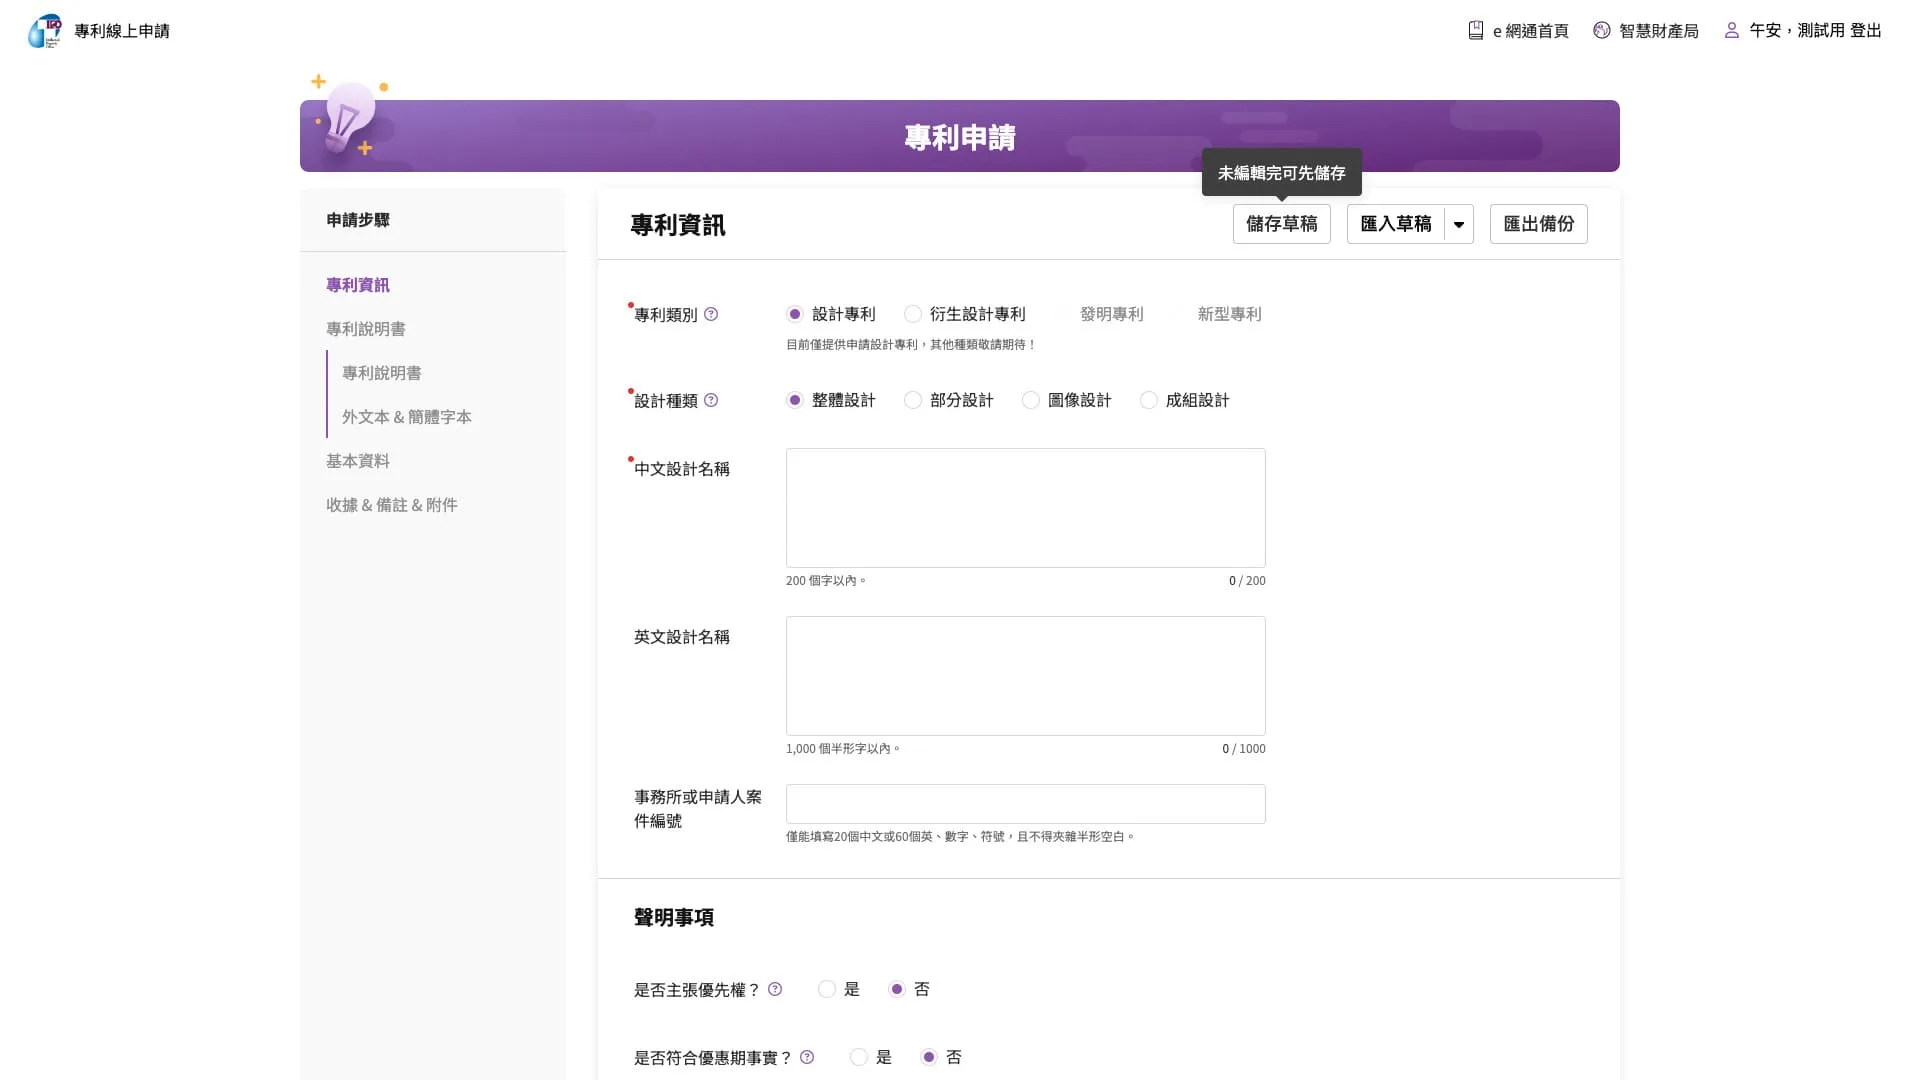 專利線上申請
e 網通首頁
智慧財產局
午安，測試用 登出
專利申請
未編輯完可先儲存
申請步驟
專利資訊
專利說明書
專利說明書
外文本 & 簡體字本
基本資料
收據 & 備註 & 附件
專利資訊
儲存草稿
匯入草稿
匯出備份
專利類別
設計專利 衍生設計專利 發明專利 新型專利
目前僅提供申請設計專利，其他種類敬請期待！
設計種類
整體設計 部分設計 圖像設計 成組設計
中文設計名稱
200 個字以內。 0 / 200
英文設計名稱
1,000 個半形字以內。 0 / 1000
事務所或申請人案
件編號
僅能填寫20個中文或60個英、數字、符號，且不得夾雜半形空白。
聲明事項
是否主張優先權？ 是 否
是否符合優惠期事實？ 是 否